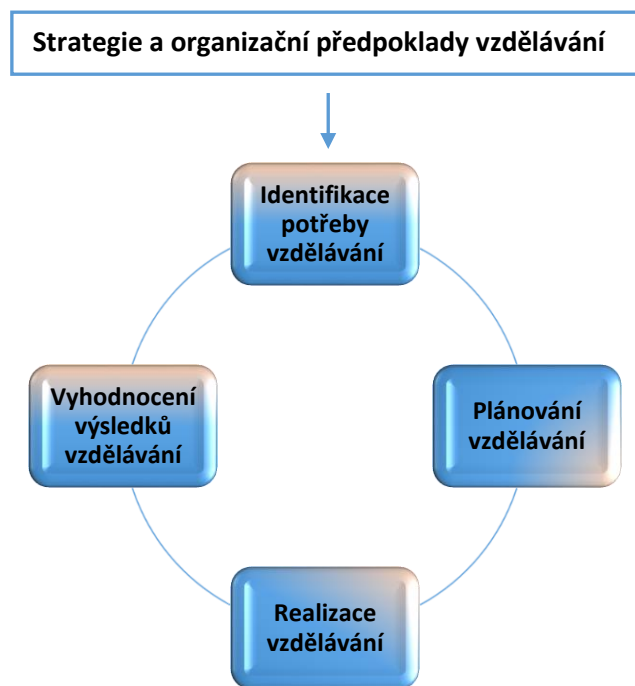 Strategie a organizační předpoklady vzdělávání
Identifikace
potřeby
vzdělávání
Plánování
vzdělávání
Realizace
vzdělávání
Vyhodnocení
výsledků
vzdělávání